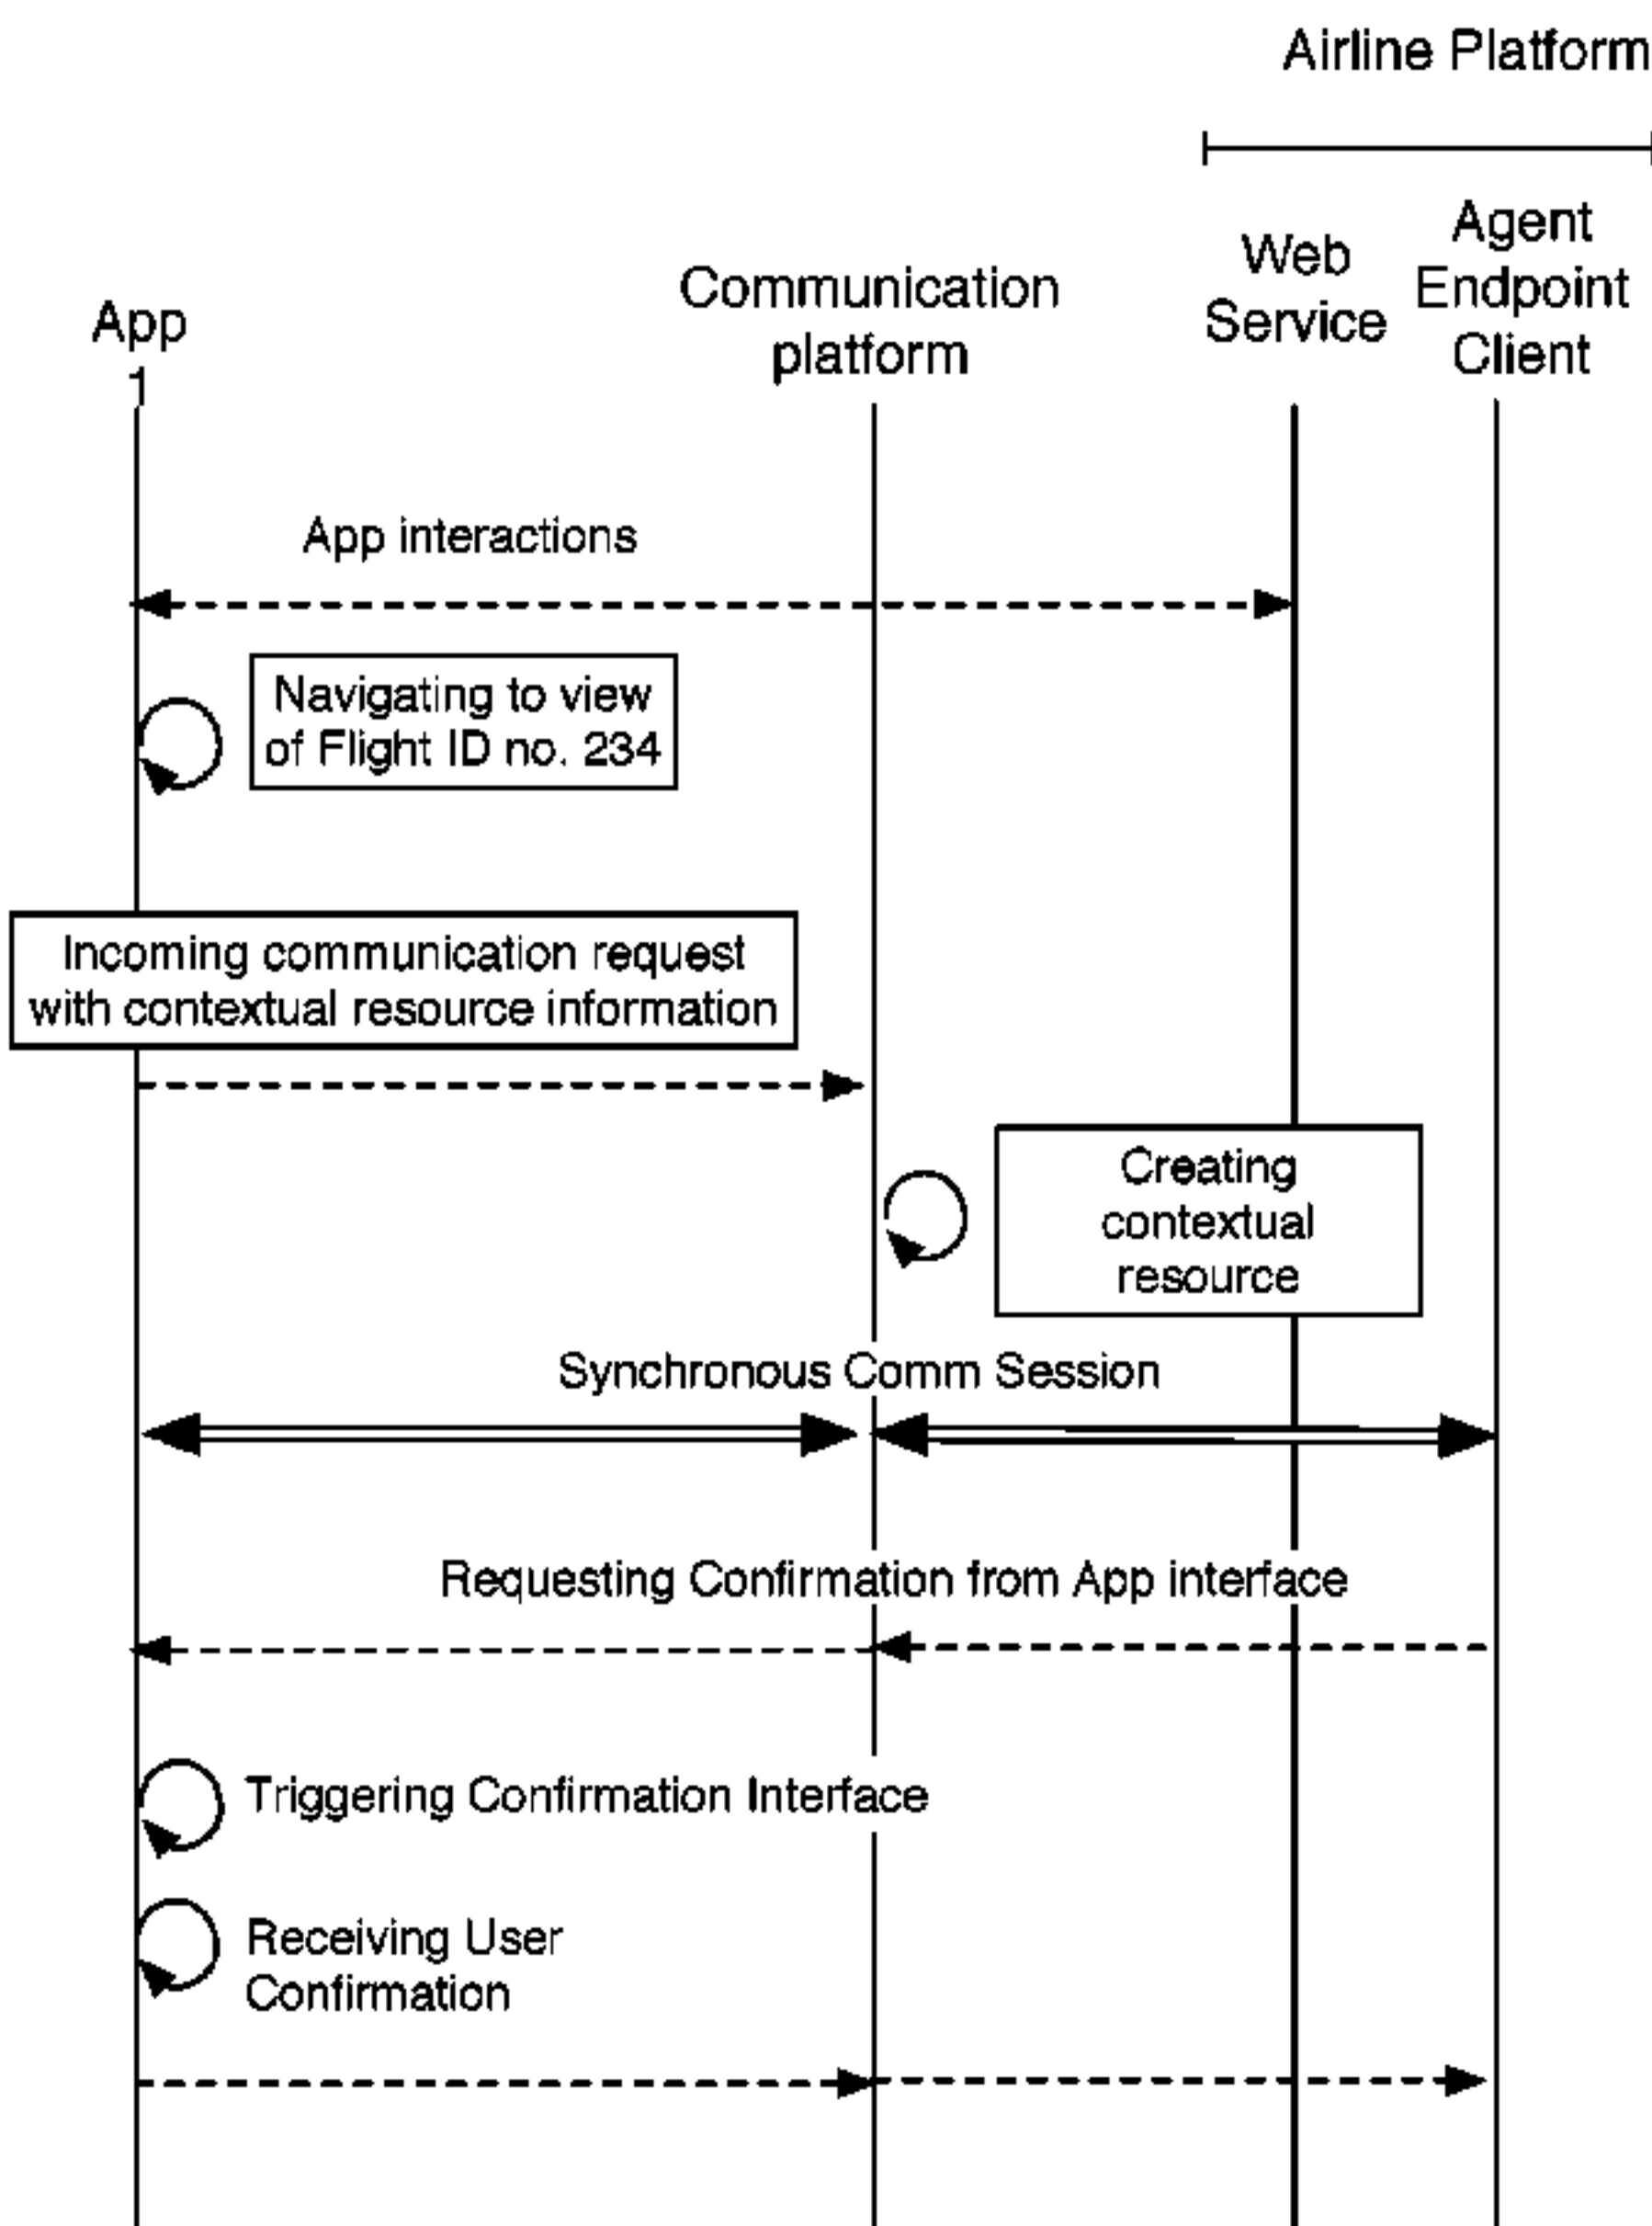 Airline Platform
App
1
Communication
platform
Web
Service
Agent
Endpoint
Client
App interactions
Navigating to view
of Flight ID no. 234
Incoming communication request
with contextual resource information
Creating
contextual
resource
Synchronous Comm Session
Requesting Confirmation from App interface
Triggering Confirmation Interface
Receiving User
Confirmation